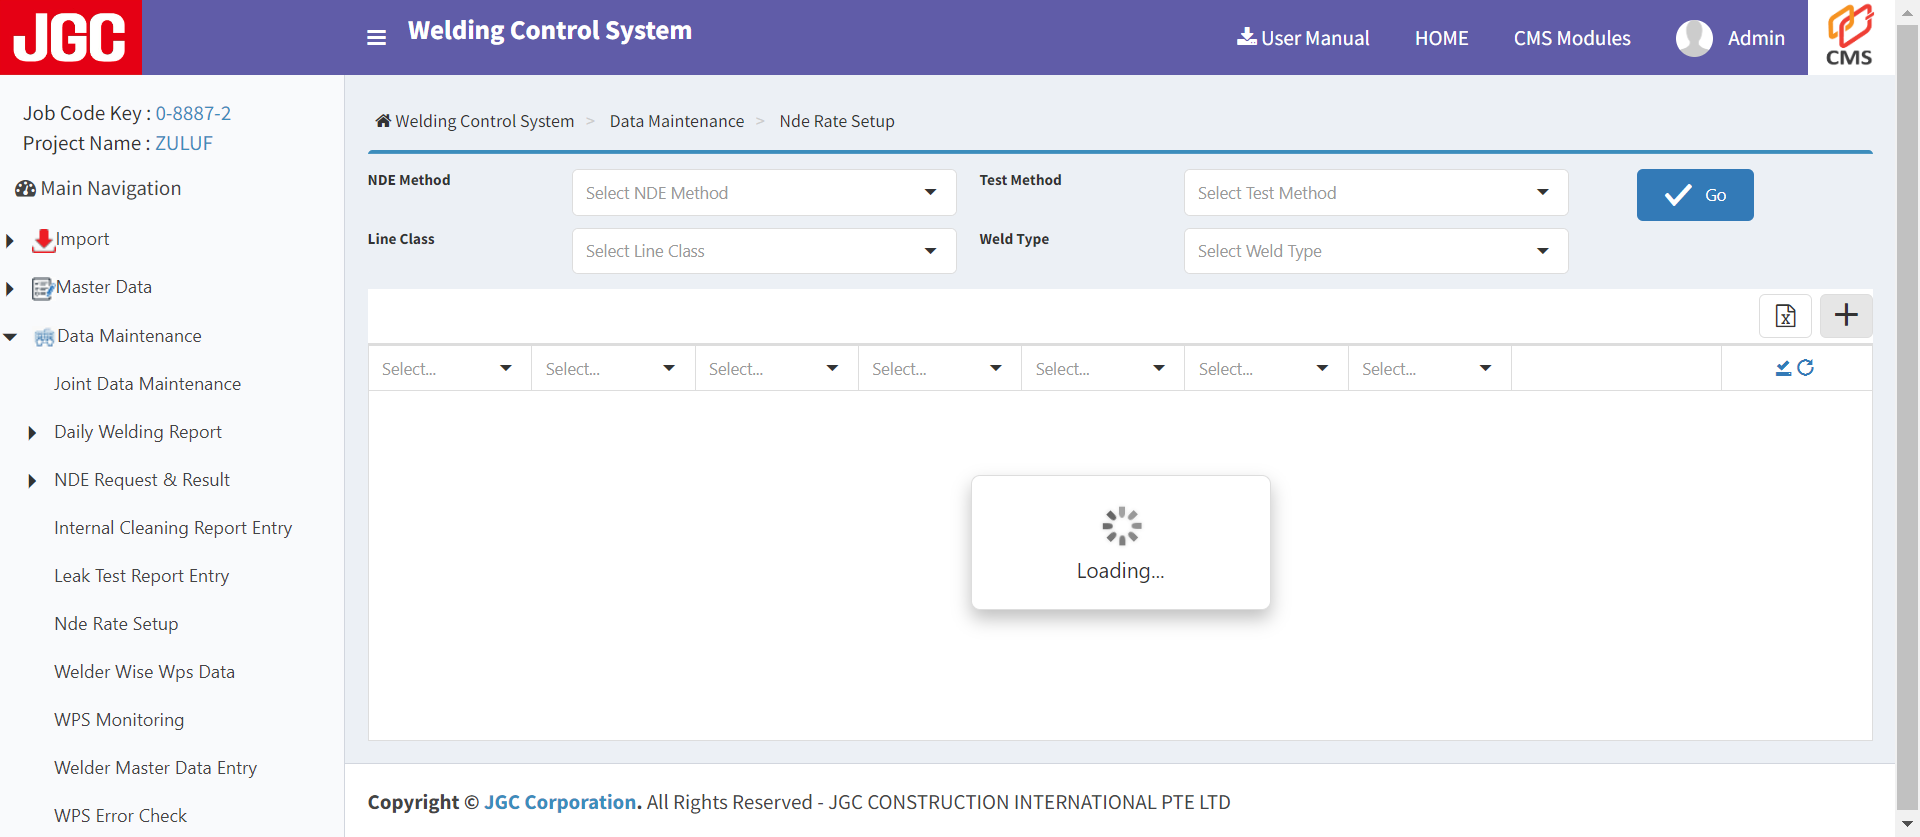 JGC
Welding Control System
User Manual
HOME
CMS Modules
Admin
CMS
Job Code Key : 0-8887-2
Project Name : ZULUF
Main Navigation
Import
Master Data
Data Maintenance
Joint Data Maintenance
Daily Welding Report
NDE Request & Result
Internal Cleaning Report Entry
Leak Test Report Entry
Nde Rate Setup
Welder Wise Wps Data
WPS Monitoring
Welder Master Data Entry
WPS Error Check
Welding Control System > Data Maintenance > Nde Rate Setup
NDE Method
Select NDE Method
Test Method
Select Test Method
Go
Line Class
Select Line Class
Weld Type
Select Weld Type
Select... Select... Select... Select... Select... Select... Select...
Loading...
Copyright © JGC Corporation. All Rights Reserved - JGC CONSTRUCTION INTERNATIONAL PTE LTD